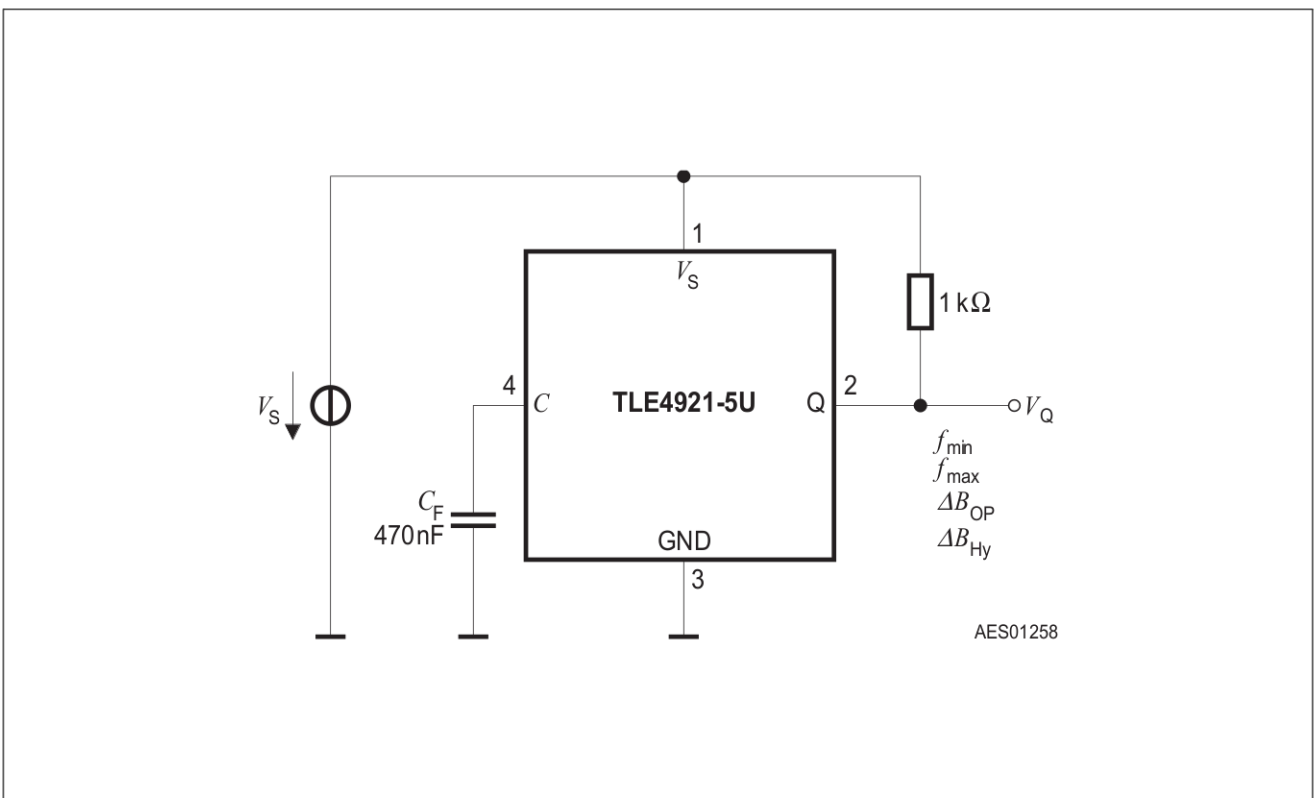 1
V_S
1 kΩ
V_S
4
C
TLE4921-5U
Q
2
V_Q
f_min
f_max
ΔB_OP
ΔB_Hy
C_F
470nF
GND
3
AES01258